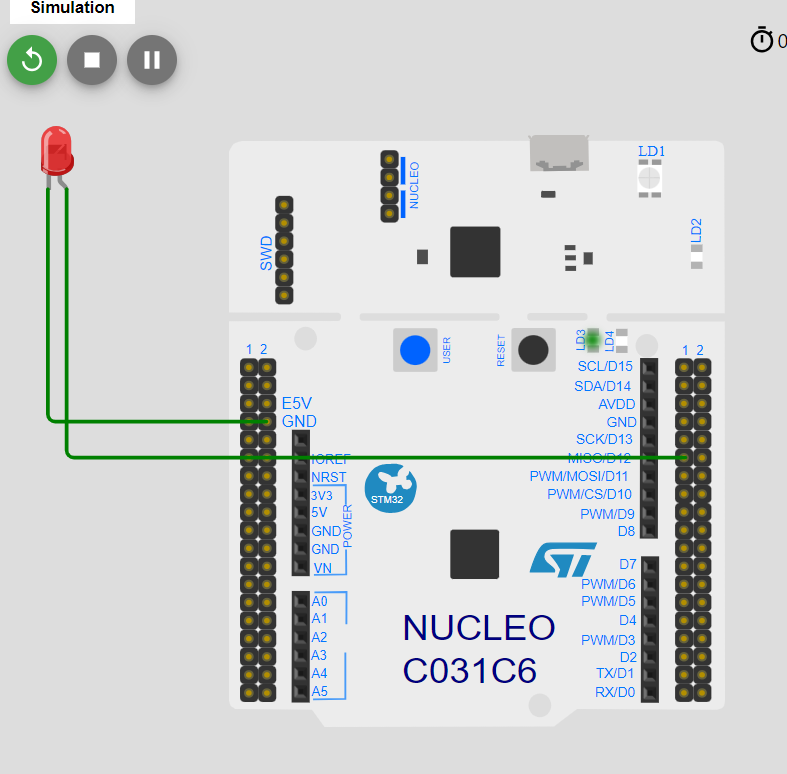 Simulation
0
LD1
NUCLEO
LD2
SWD
USER
RESET
LD3
LD4
1 2
1 2
E5V
GND
IOREF
NRST
3V3
5V
GND
GND
VN
POWER
A0
A1
A2
A3
A4
A5
STM32
SCL/D15
SDA/D14
AVDD
GND
SCK/D13
MISO/D12
PWM/MOSI/D11
PWM/CS/D10
PWM/D9
D8
D7
PWM/D6
PWM/D5
D4
PWM/D3
D2
TX/D1
RX/D0
ST
NUCLEO
C031C6